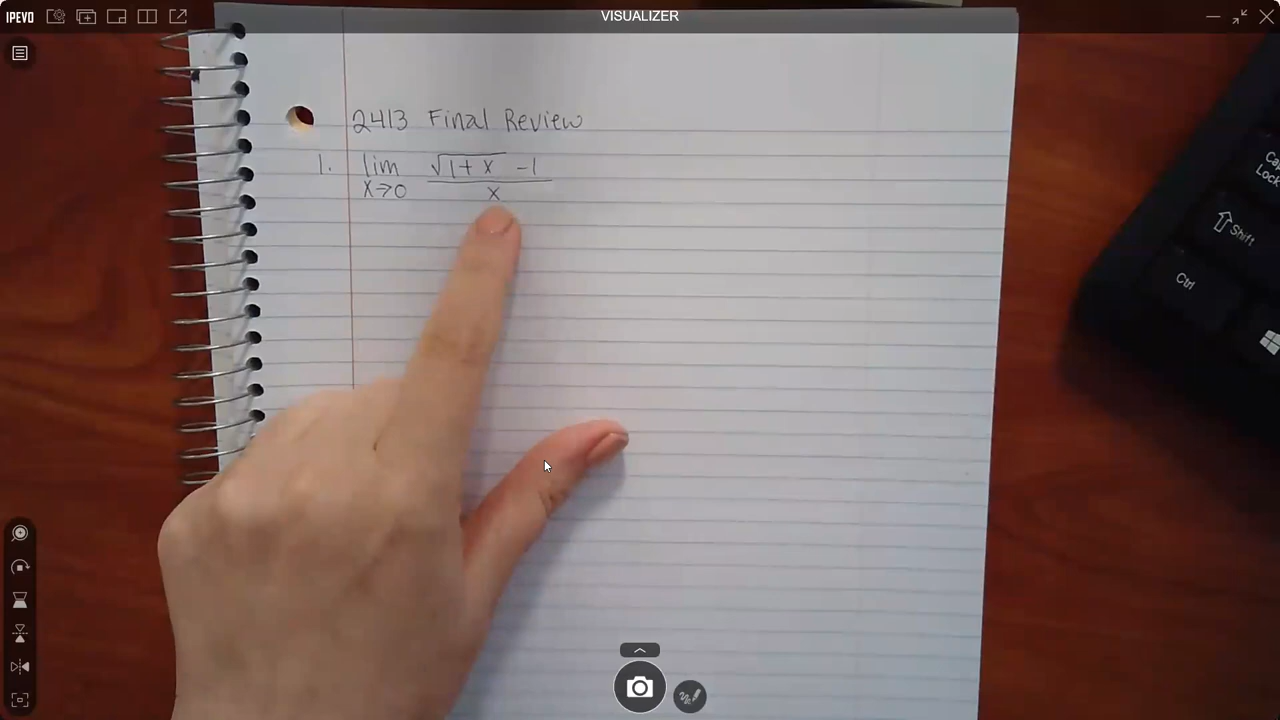 IPEVO
VISUALIZER
2413 Final Review
1. lim √1+x -1
x→0 x
Caps Lock
Shift
Ctrl